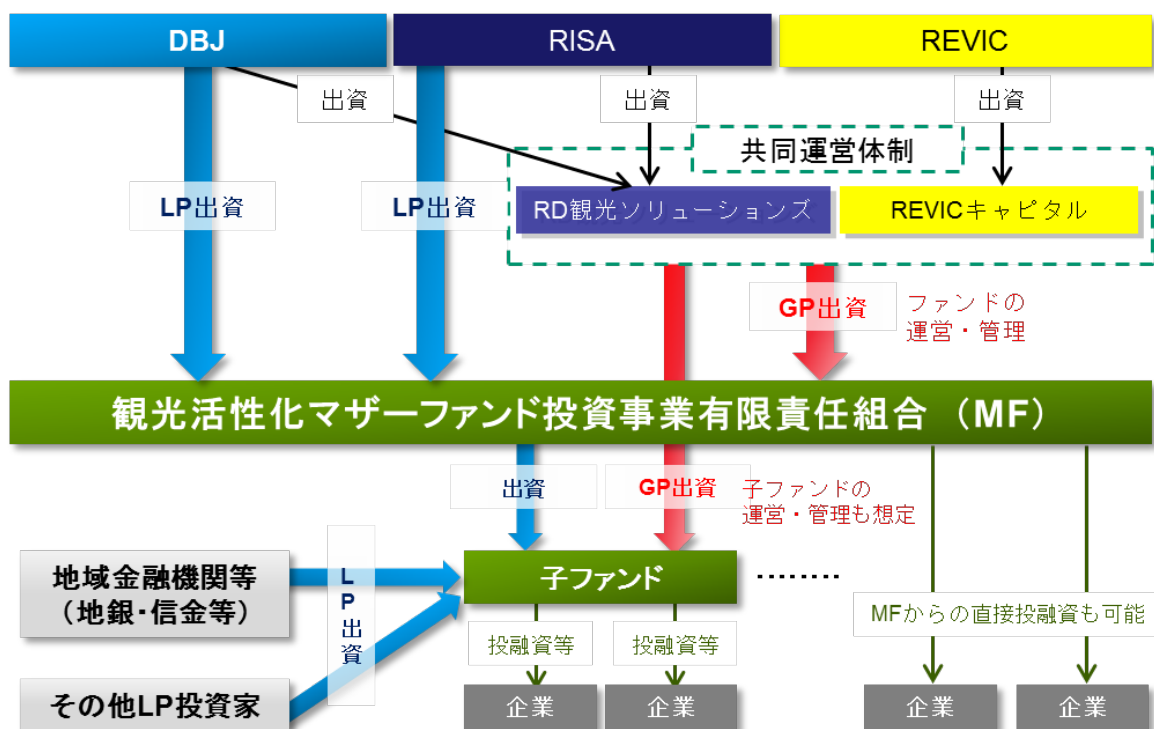 DBJ
RISA
REVIC
出資
出資
出資
共同運営体制
LP出資
LP出資
RD観光ソリューションズ
REVICキャピタル
GP出資
ファンドの
運営・管理
観光活性化マザーファンド投資事業有限責任組合 （MF）
出資
GP出資
子ファンドの
運営・管理も想定
地域金融機関等
（地銀・信金等）
LP出資
子ファンド
………
MFからの直接投融資も可能
投融資等
投融資等
その他LP投資家
企業
企業
企業
企業